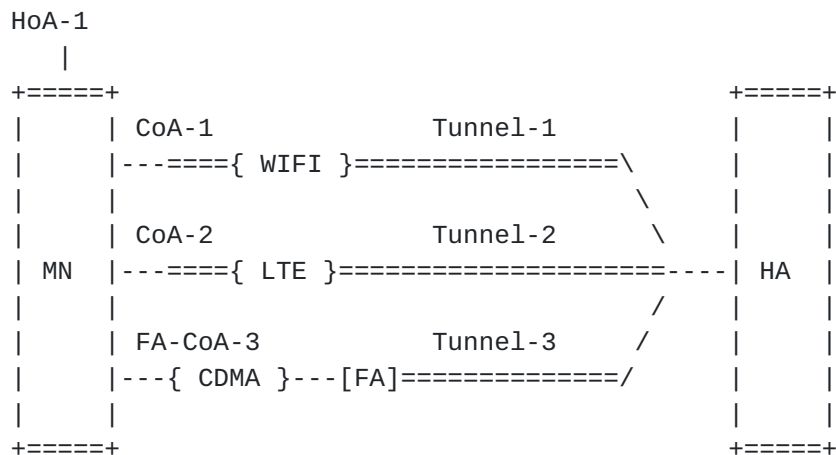 HoA-1
|
+=====+                                       +=====+
|     | CoA-1              Tunnel-1           |     |
|     |---===={ WIFI }=================\      |     |
|     |                                 \     |     |
|     | CoA-2              Tunnel-2      \    |     |
| MN  |---===={ LTE }=====================----| HA  |
|     |                                  /    |     |
|     | FA-CoA-3           Tunnel-3     /     |     |
|     |---{ CDMA }---[FA]==============/      |     |
|     |                                       |     |
+=====+                                       +=====+